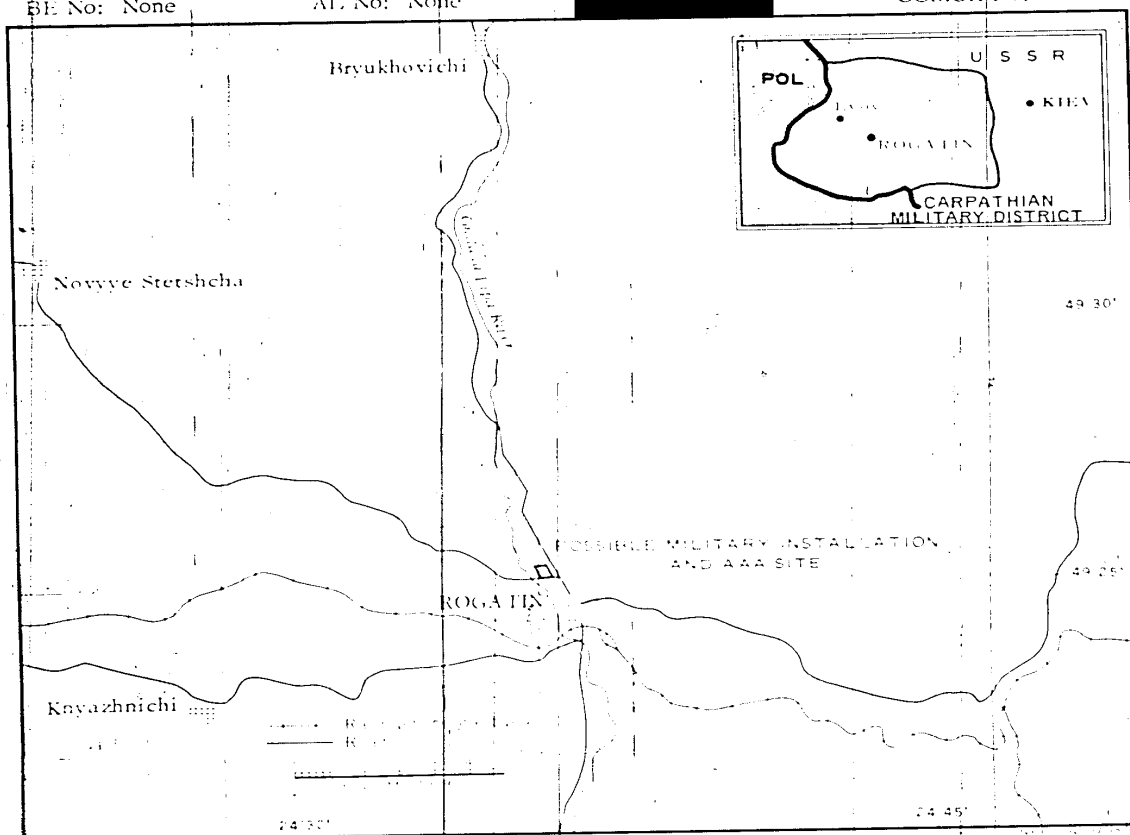 BE No: None
AL No: None
Bryukhovichi
U S S R
POL
KIEV
ROGATIN
CARPATHIAN
MILITARY DISTRICT
Novyye Stetshcha
49 30'
POSSIBLE MILITARY INSTALLATION
AND AAA SITE
49 25'
ROGATIN
Knyazhnichi
24 30'
24 45'